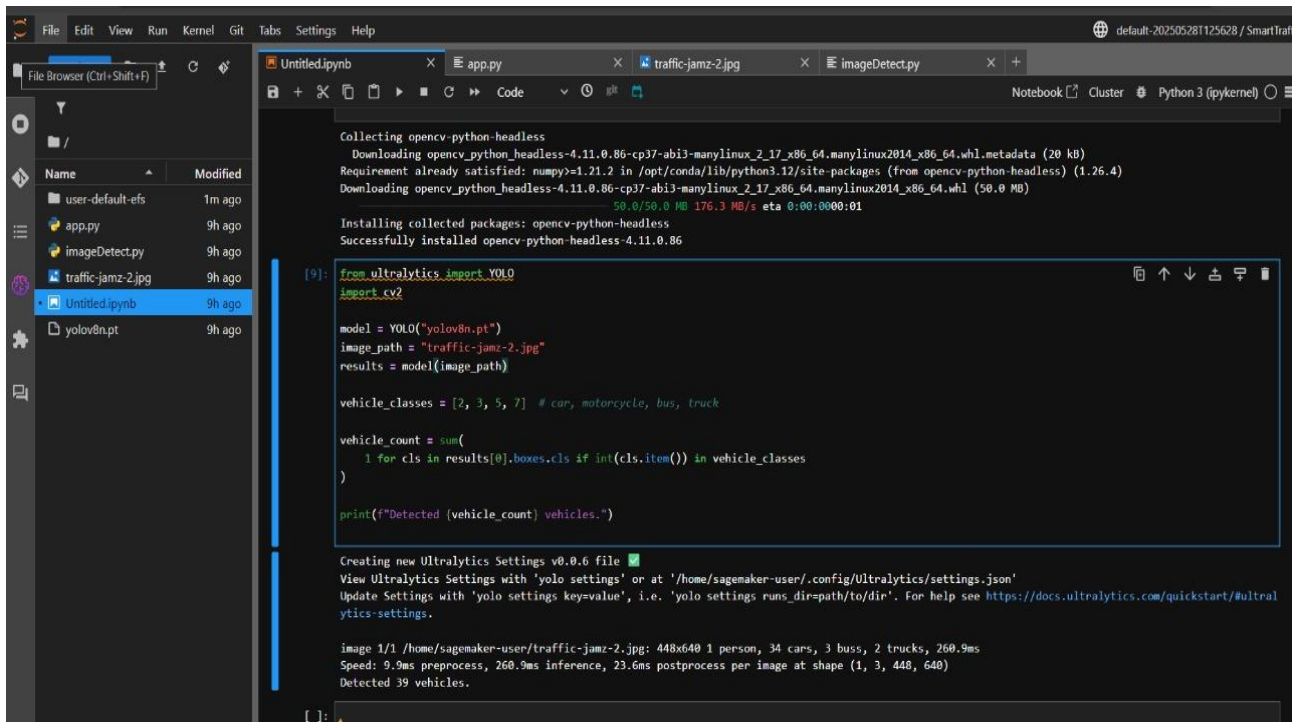 File Edit View Run Kernel Git Tabs Settings Help
default-20250528T125628 / SmartTraff
File Browser (Ctrl+Shift+F)
Untitled.ipynb
app.py
traffic-jamz-2.jpg
imageDetect.py
Code
git
Notebook Cluster Python 3 (ipykernel)
/
Name Modified
user-default-efs 1m ago
app.py 9h ago
imageDetect.py 9h ago
traffic-jamz-2.jpg 9h ago
Untitled.ipynb 9h ago
yolov8n.pt 9h ago
Collecting opencv-python-headless
Downloading opencv_python_headless-4.11.0.86-cp37-abi3-manylinux_2_17_x86_64.manylinux2014_x86_64.whl.metadata (20 kB)
Requirement already satisfied: numpy>=1.21.2 in /opt/conda/lib/python3.12/site-packages (from opencv-python-headless) (1.26.4)
Downloading opencv_python_headless-4.11.0.86-cp37-abi3-manylinux_2_17_x86_64.manylinux2014_x86_64.whl (50.0 MB)
50.0/50.0 MB 176.3 MB/s eta 0:00:0000:01
Installing collected packages: opencv-python-headless
Successfully installed opencv-python-headless-4.11.0.86
[9]:
from ultralytics import YOLO
import cv2
model = YOLO("yolov8n.pt")
image_path = "traffic-jamz-2.jpg"
results = model(image_path)
vehicle_classes = [2, 3, 5, 7] # car, motorcycle, bus, truck
vehicle_count = sum(
1 for cls in results[0].boxes.cls if int(cls.item()) in vehicle_classes
)
print(f"Detected {vehicle_count} vehicles.")
Creating new Ultralytics Settings v0.0.6 file ✅
View Ultralytics Settings with 'yolo settings' or at '/home/sagemaker-user/.config/Ultralytics/settings.json'
Update Settings with 'yolo settings key=value', i.e. 'yolo settings runs_dir=path/to/dir'. For help see https://docs.ultralytics.com/quickstart/#ultral
ytics-settings.
image 1/1 /home/sagemaker-user/traffic-jamz-2.jpg: 448x640 1 person, 34 cars, 3 buss, 2 trucks, 260.9ms
Speed: 9.9ms preprocess, 260.9ms inference, 23.6ms postprocess per image at shape (1, 3, 448, 640)
Detected 39 vehicles.
[ ]: